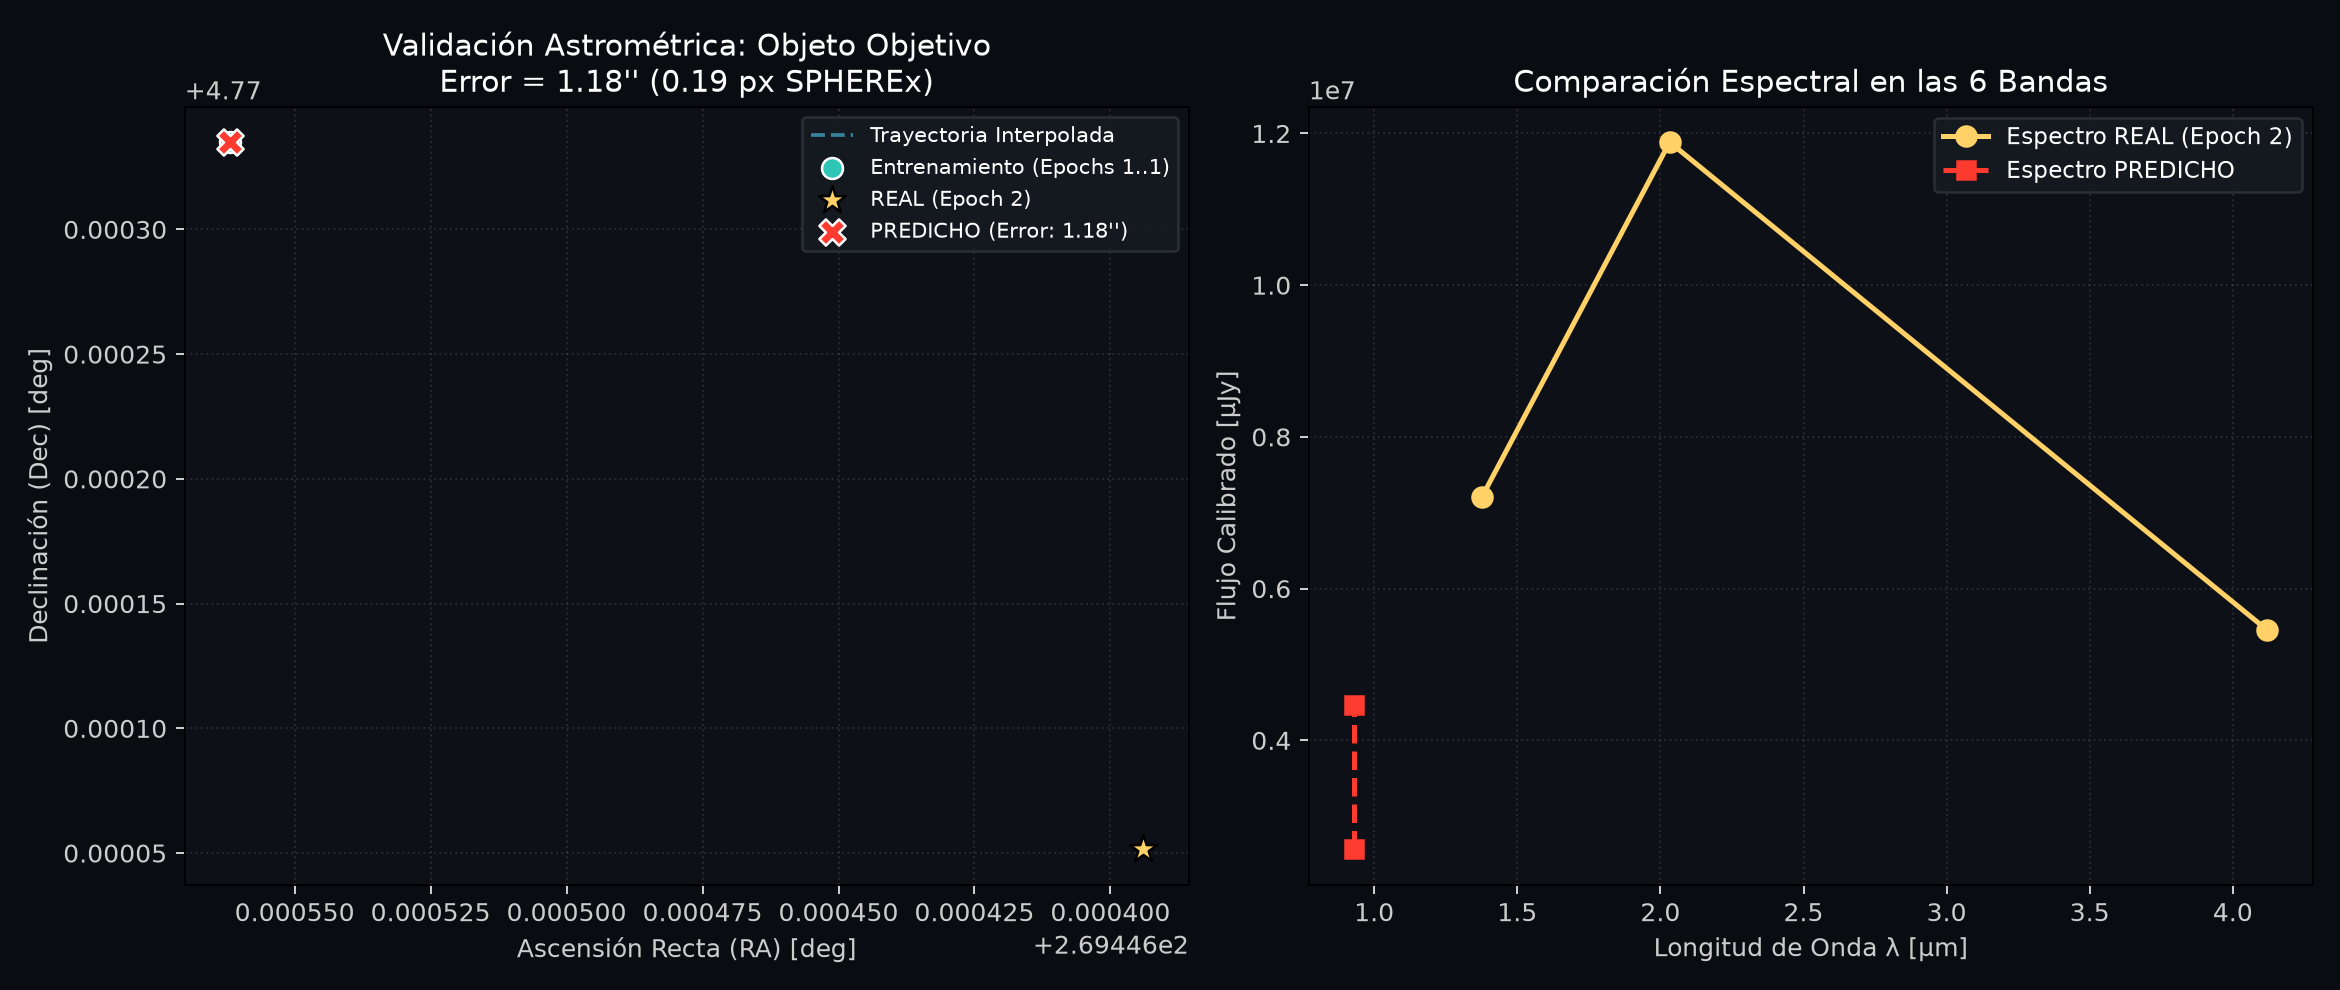 Validación Astrométrica: Objeto Objetivo
Error = 1.18'' (0.19 px SPHEREx)
+4.77
Trayectoria Interpolada
Entrenamiento (Epochs 1..1)
REAL (Epoch 2)
PREDICHO (Error: 1.18'')
Declinación (Dec) [deg]
0.00030
0.00025
0.00020
0.00015
0.00010
0.00005
0.000550 0.000525 0.000500 0.000475 0.000450 0.000425 0.000400
Ascensión Recta (RA) [deg]
+2.69446e2
Comparación Espectral en las 6 Bandas
1e7
Espectro REAL (Epoch 2)
Espectro PREDICHO
Flujo Calibrado [μJy]
1.2
1.0
0.8
0.6
0.4
1.0 1.5 2.0 2.5 3.0 3.5 4.0
Longitud de Onda λ [μm]